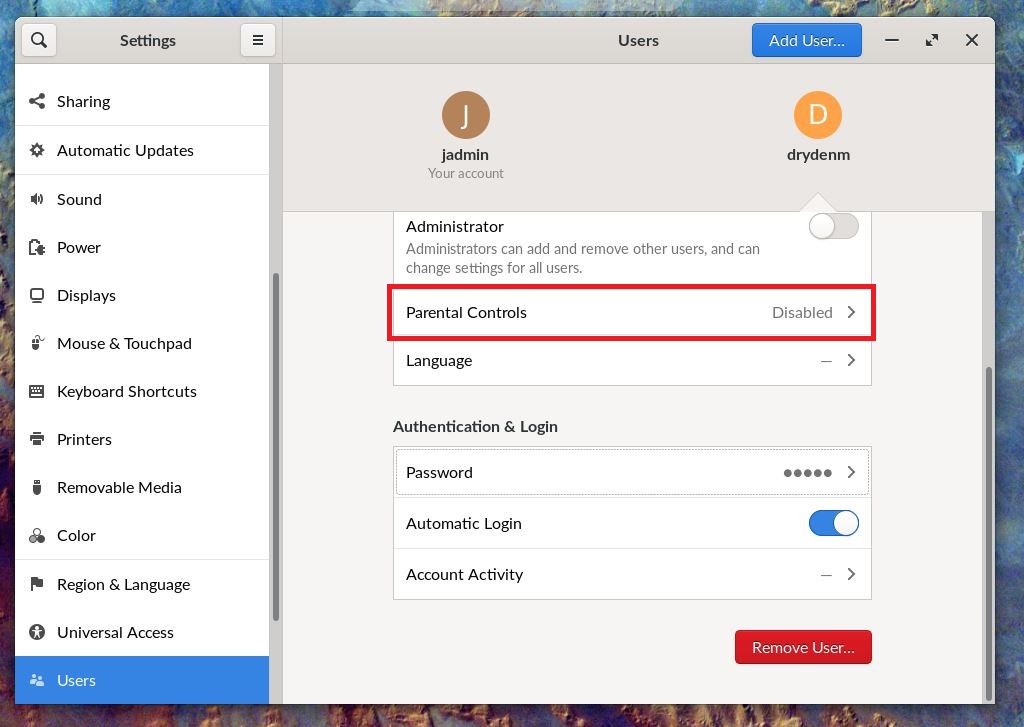 Settings
Users
Add User...
Sharing
Automatic Updates
Sound
Power
Displays
Mouse & Touchpad
Keyboard Shortcuts
Printers
Removable Media
Color
Region & Language
Universal Access
Users
J
jadmin
Your account
D
drydenm
Administrator
Administrators can add and remove other users, and can
change settings for all users.
Parental Controls Disabled
Language –
Authentication & Login
Password ●●●●●
Automatic Login
Account Activity –
Remove User...